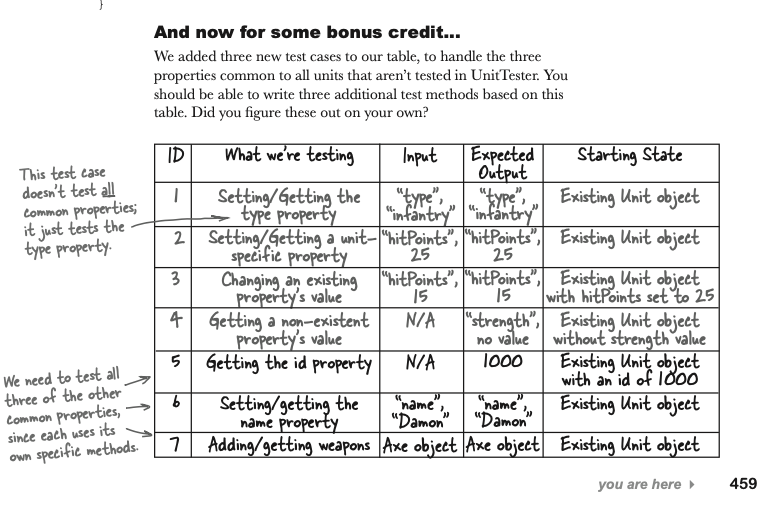 }
And now for some bonus credit...
We added three new test cases to our table, to handle the three
properties common to all units that aren't tested in UnitTester. You
should be able to write three additional test methods based on this
table. Did you figure these out on your own?
This test case
doesn't test all
common properties;
it just tests the
type property.
ID What we're testing Input Expected Output Starting State
1 Setting/Getting the type property "type", "infantry" "type", "infantry" Existing Unit object
2 Setting/Getting a unit-specific property "hitPoints", 25 "hitPoints", 25 Existing Unit object
3 Changing an existing property's value "hitPoints", 15 "hitPoints", 15 Existing Unit object with hitPoints set to 25
4 Getting a non-existent property's value N/A "strength", no value Existing Unit object without strength value
5 Getting the id property N/A 1000 Existing Unit object with an id of 1000
6 Setting/getting the name property "name", "Damon" "name", "Damon" Existing Unit object
7 Adding/getting weapons Axe object Axe object Existing Unit object
We need to test all
three of the other
common properties,
since each uses its
own specific methods.
you are here 459